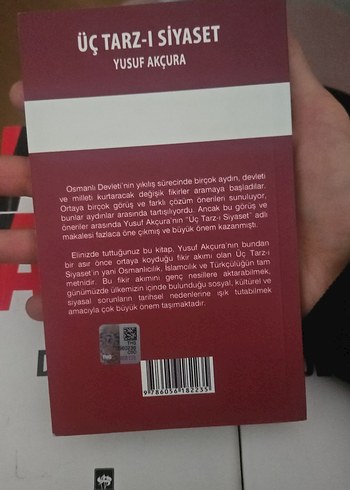 ÜÇ TARZ-I SİYASET
YUSUF AKÇURA
Osmanlı Devleti'nin yıkılış sürecinde birçok aydın, devleti
ve milleti kurtaracak değişik fikirler aramaya başladılar.
Ortaya birçok görüş ve farklı çözüm önerileri sunuluyor,
bunlar aydınlar arasında tartışılıyordu. Ancak bu görüş ve
öneriler arasında Yusuf Akçura'nın "Üç Tarz-ı Siyaset" adlı
makalesi fazlaca öne çıkmış ve büyük önem kazanmıştı.
Elinizde tuttuğunuz bu kitap, Yusuf Akçura'nın bundan
bir asır önce ortaya koyduğu fikir akımı olan Üç Tarz-ı
Siyaset'in yani Osmanlıcılık, İslamcılık ve Türkçülüğün tam
metnidir. Bu fikir akımını genç nesillere aktarabilmek,
günümüzde ülkemizin içinde bulunduğu sosyal, kültürel ve
siyasal sorunların tarihsel nedenlerine ışık tutabilmek
amacıyla çok büyük önem taşımaktadır.
9 786056 182235